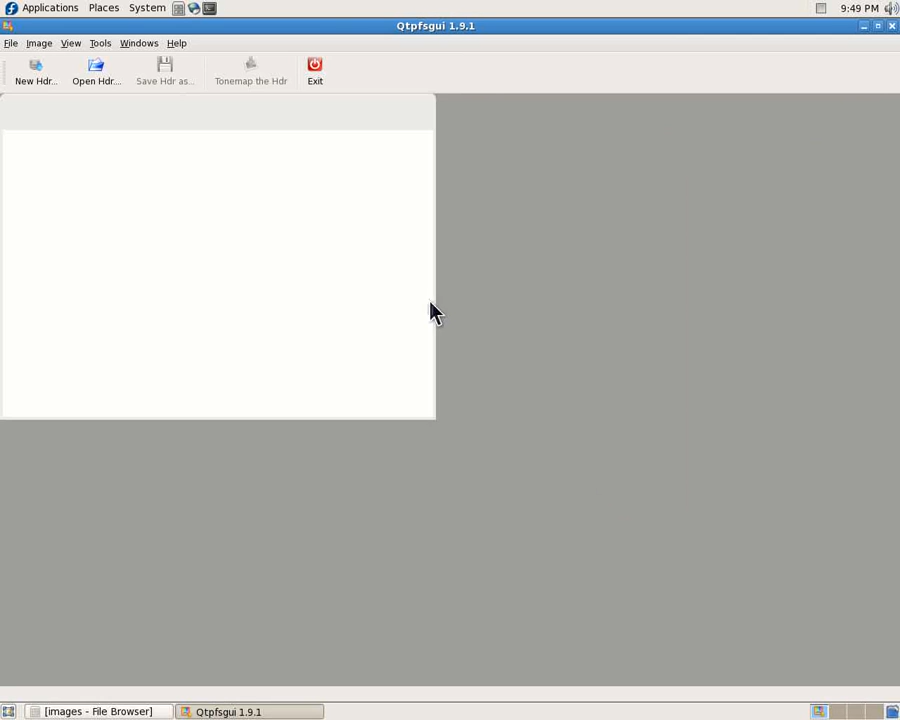 Applications Places System 9:49 PM
Qtpfsgui 1.9.1
File Image View Tools Windows Help
New Hdr... Open Hdr.... Save Hdr as... Tonemap the Hdr Exit
[images - File Browser] Qtpfsgui 1.9.1